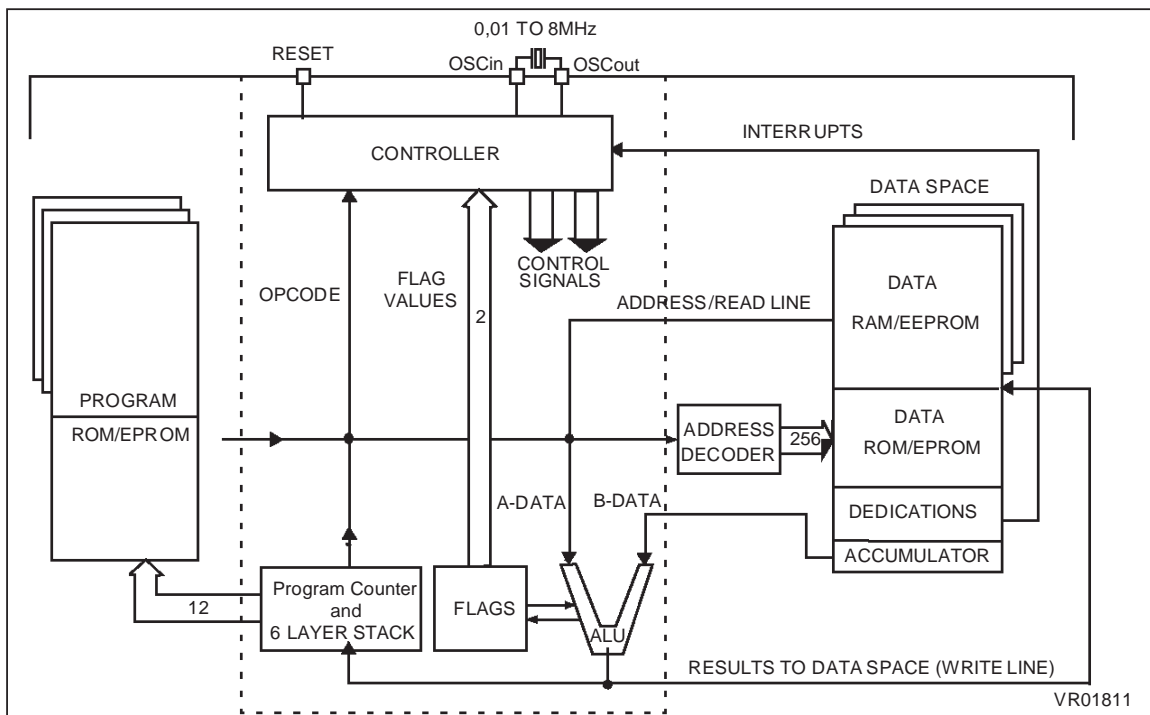 0,01 TO 8MHz
RESET
OSCin
OSCout
INTERRUPTS
CONTROLLER
DATA SPACE
CONTROL
SIGNALS
OPCODE
FLAG
VALUES
2
ADDRESS/READ LINE
DATA
RAM/EEPROM
PROGRAM
ROM/EPROM
ADDRESS
DECODER
256
DATA
ROM/EPROM
A-DATA
B-DATA
DEDICATIONS
ACCUMULATOR
12
Program Counter
and
6 LAYER STACK
FLAGS
ALU
RESULTS TO DATA SPACE (WRITE LINE)
VR01811